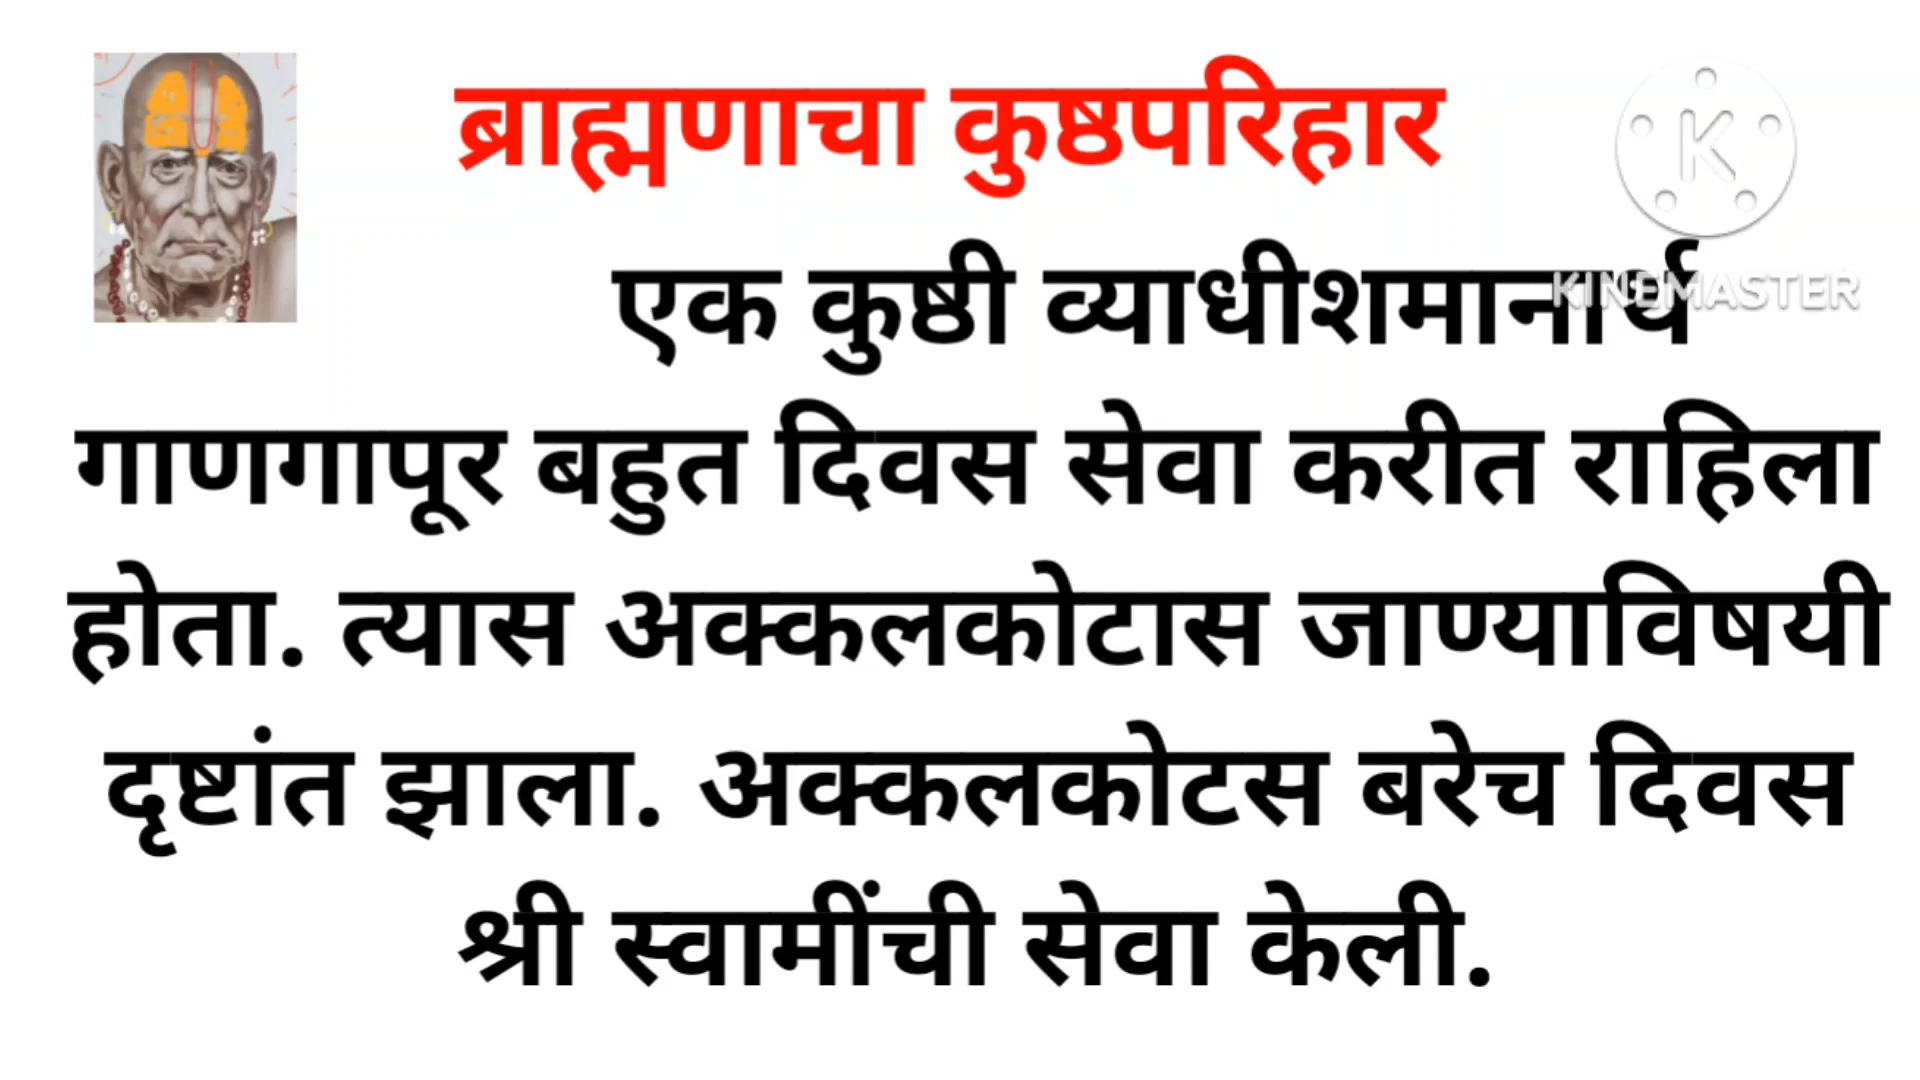 ब्राह्मणाचा कुष्ठपरिहार
K
KINEMASTER
एक कुष्ठी व्याधीशमानार्थ
गाणगापूर बहुत दिवस सेवा करीत राहिला
होता. त्यास अक्कलकोटास जाण्याविषयी
दृष्टांत झाला. अक्कलकोटस बरेच दिवस
श्री स्वामींची सेवा केली.